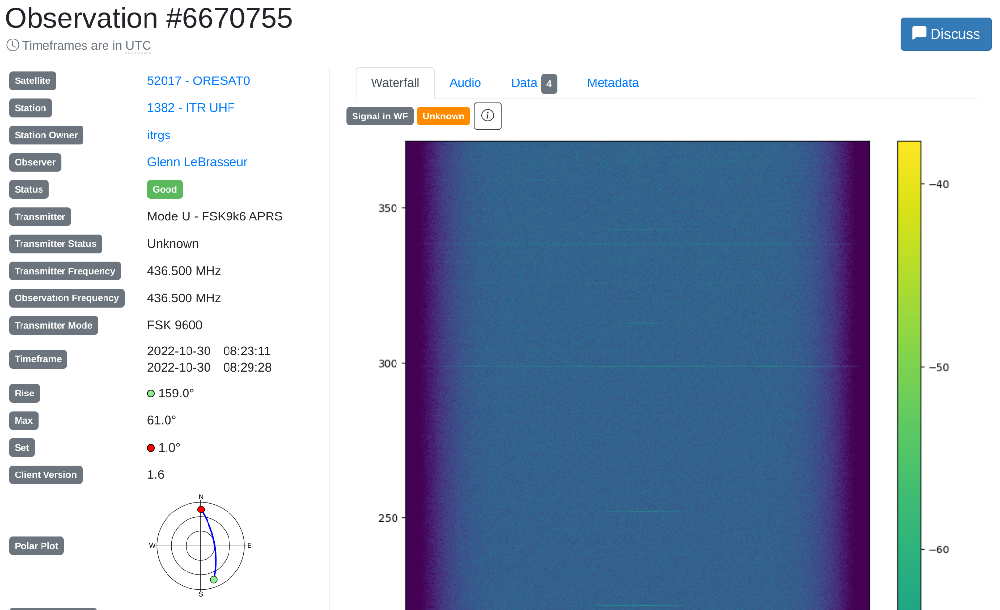 Observation #6670755
Timeframes are in UTC
Discuss
Satellite 52017 - ORESAT0
Station 1382 - ITR UHF
Station Owner itrgs
Observer Glenn LeBrasseur
Status Good
Transmitter Mode U - FSK9k6 APRS
Transmitter Status Unknown
Transmitter Frequency 436.500 MHz
Observation Frequency 436.500 MHz
Transmitter Mode FSK 9600
Timeframe 2022-10-30 08:23:11
2022-10-30 08:29:28
Rise 159.0°
Max 61.0°
Set 1.0°
Client Version 1.6
Polar Plot
N
W
E
S
Waterfall Audio Data 4 Metadata
Signal in WF Unknown
350
300
250
−40
−50
−60